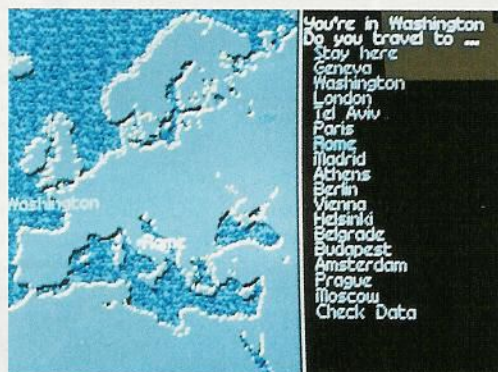 You're in Washington
Do you travel to ...
Stay here
Geneva
Washington
London
Tel Aviv
Paris
Rome
Madrid
Athens
Berlin
Vienna
Helsinki
Belgrade
Budapest
Amsterdam
Prague
Moscow
Check Data
Washington
Rome